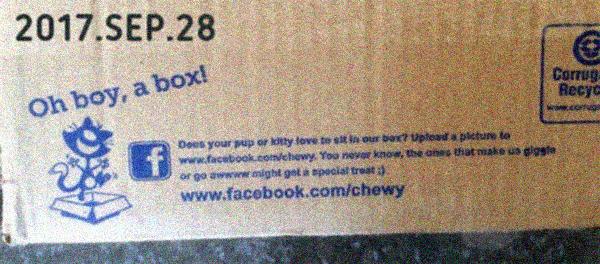 2017.SEP.28
Oh boy, a box!
Does your pup or kitty love to sit in our box? Upload a picture to
www.facebook.com/chewy. You never know, the ones that make us giggle
or go awwww might get a special treat ;)
www.facebook.com/chewy
f
Corrug
Recyc
www.corrug